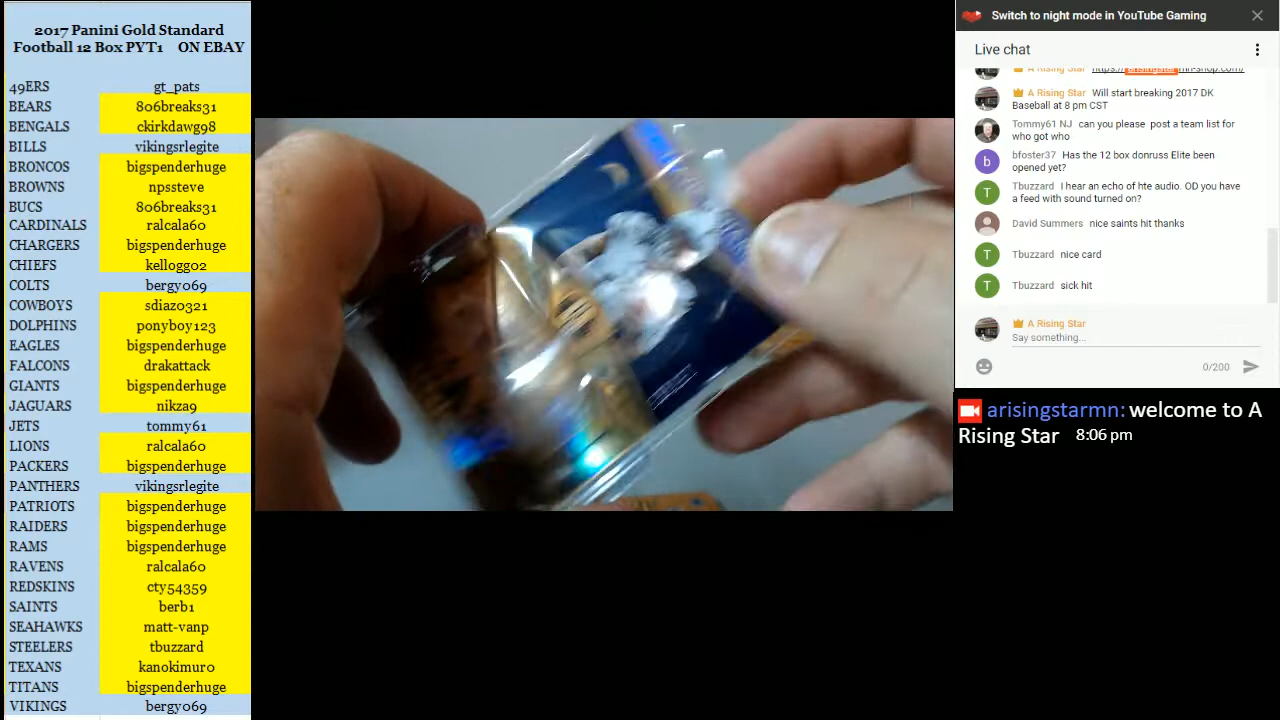 2017 Panini Gold Standard
Football 12 Box PYT1 ON EBAY
49ERS gt_pats
BEARS 806breaks31
BENGALS ckirkdawg98
BILLS vikingsrlegite
BRONCOS bigspenderhuge
BROWNS npssteve
BUCS 806breaks31
CARDINALS ralcala60
CHARGERS bigspenderhuge
CHIEFS kellogg02
COLTS bergy069
COWBOYS sdiaz0321
DOLPHINS ponyboy123
EAGLES bigspenderhuge
FALCONS drakattack
GIANTS bigspenderhuge
JAGUARS nikza9
JETS tommy61
LIONS ralcala60
PACKERS bigspenderhuge
PANTHERS vikingsrlegite
PATRIOTS bigspenderhuge
RAIDERS bigspenderhuge
RAMS bigspenderhuge
RAVENS ralcala60
REDSKINS cty54359
SAINTS berb1
SEAHAWKS matt-vanp
STEELERS tbuzzard
TEXANS kanokimuro
TITANS bigspenderhuge
VIKINGS bergy069
Switch to night mode in YouTube Gaming
Live chat
A Rising Star
A Rising Star Will start breaking 2017 DK
Baseball at 8 pm CST
Tommy61 NJ can you please post a team list for
who got who
b bfoster37 Has the 12 box donruss Elite been
opened yet?
T Tbuzzard I hear an echo of hte audio. OD you have
a feed with sound turned on?
David Summers nice saints hit thanks
T Tbuzzard nice card
T Tbuzzard sick hit
A Rising Star
Say something...
0/200
arisingstarmn: welcome to A
Rising Star 8:06 pm